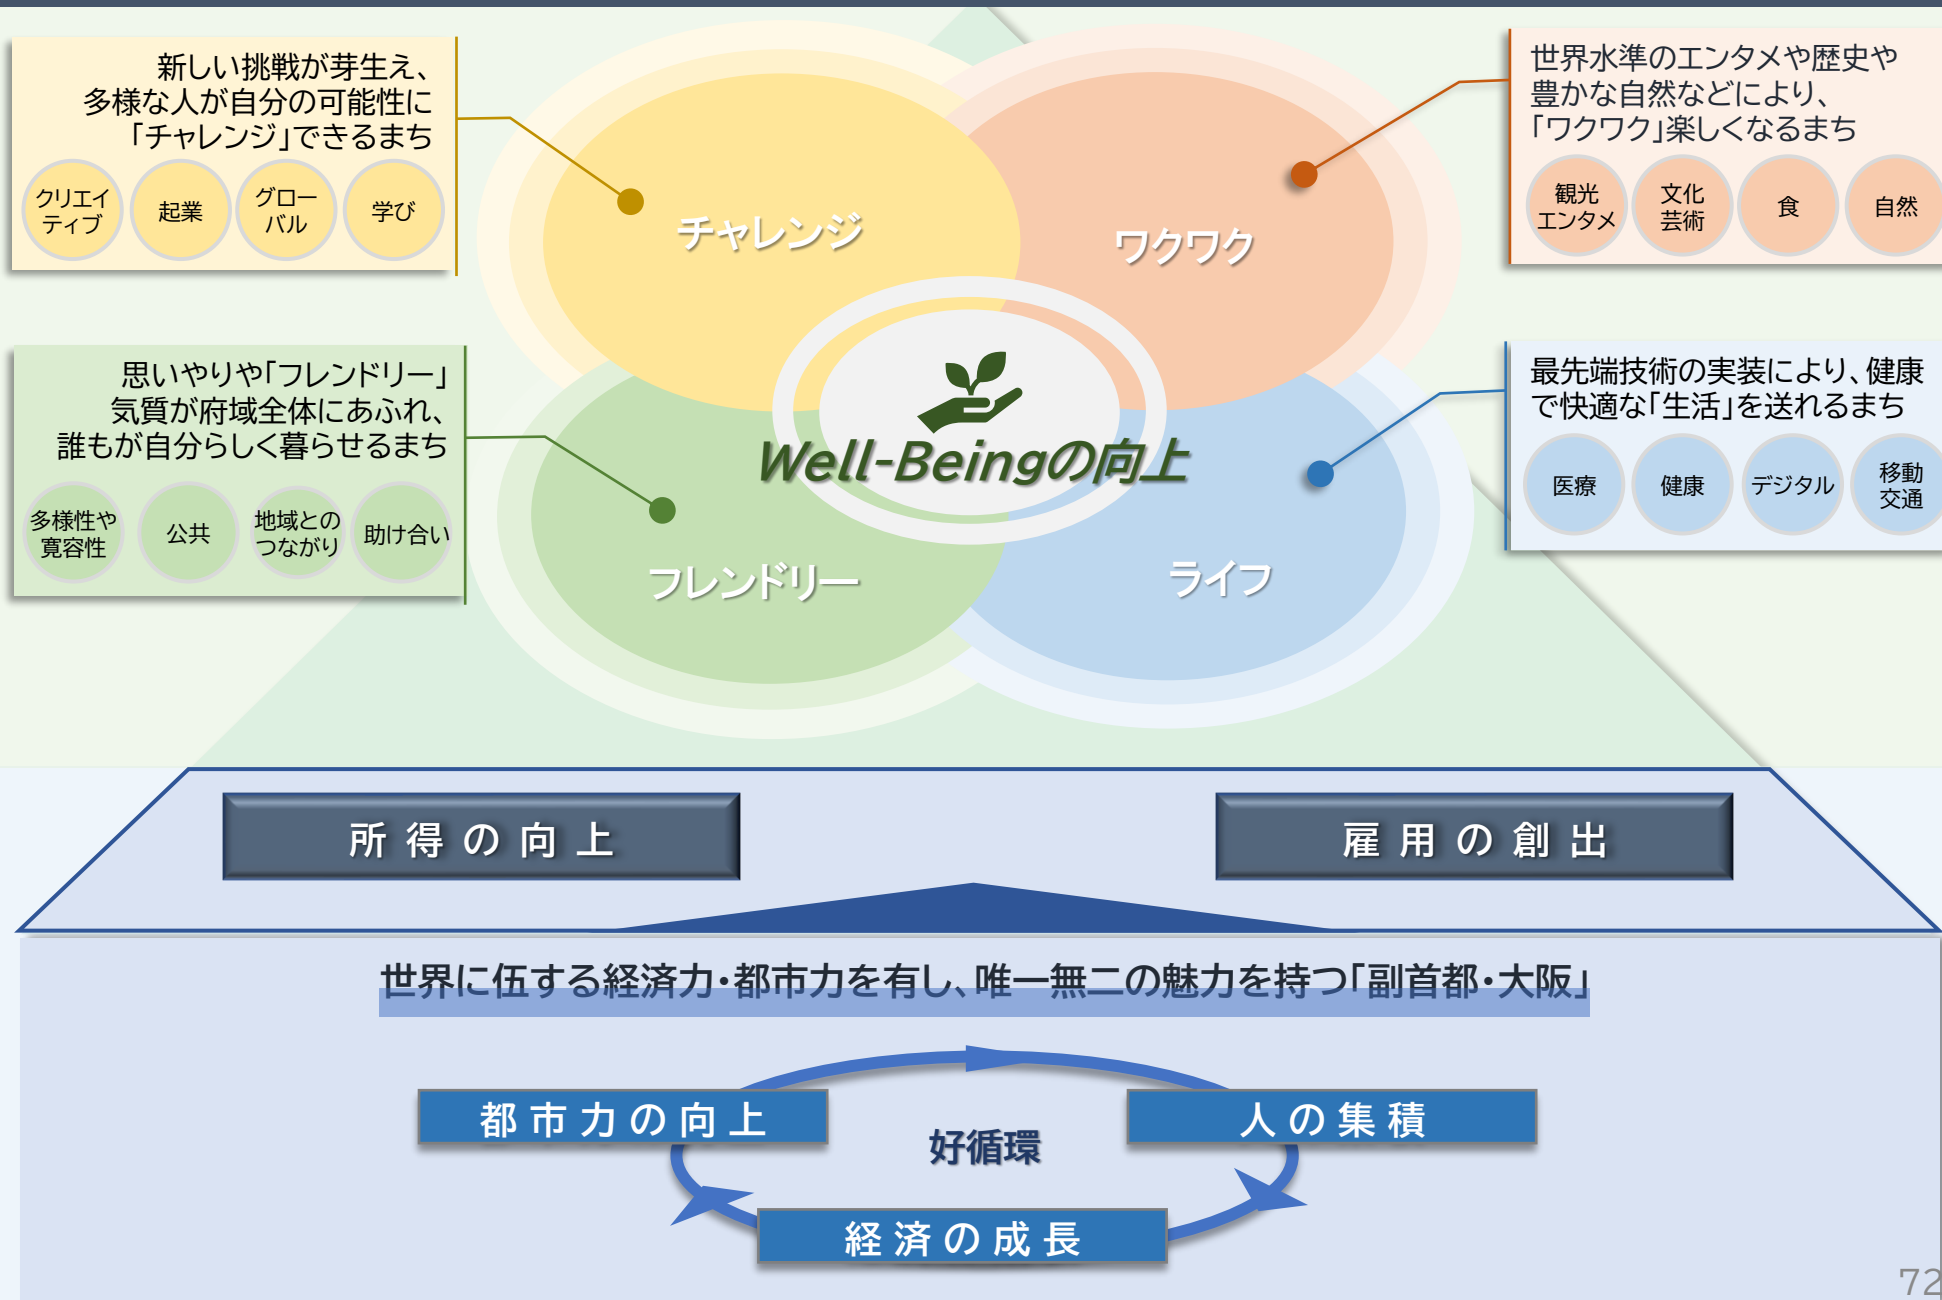 新しい挑戦が芽生え、
多様な人が自分の可能性に
「チャレンジ」できるまち
クリエイ
ティブ
起業
グロー
バル
学び
世界水準のエンタメや歴史や
豊かな自然などにより、
「ワクワク」楽しくなるまち
観光
エンタメ
文化
芸術
食
自然
チャレンジ
ワクワク
思いやりや「フレンドリー」
気質が府域全体にあふれ、
誰もが自分らしく暮らせるまち
多様性や
寛容性
公共
地域との
つながり
助け合い
最先端技術の実装により、健康
で快適な「生活」を送れるまち
医療
健康
デジタル
移動
交通
Well-Beingの向上
フレンドリー
ライフ
所得の向上
雇用の創出
世界に伍する経済力・都市力を有し、唯一無二の魅力を持つ「副首都・大阪」
都市力の向上
人の集積
好循環
経済の成長
72